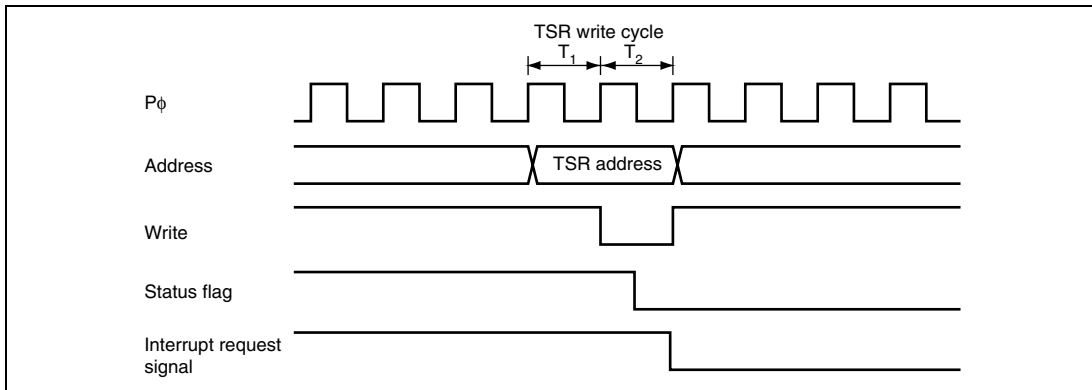 TSR write cycle
T1 T2
Pϕ
Address
TSR address
Write
Status flag
Interrupt request
signal